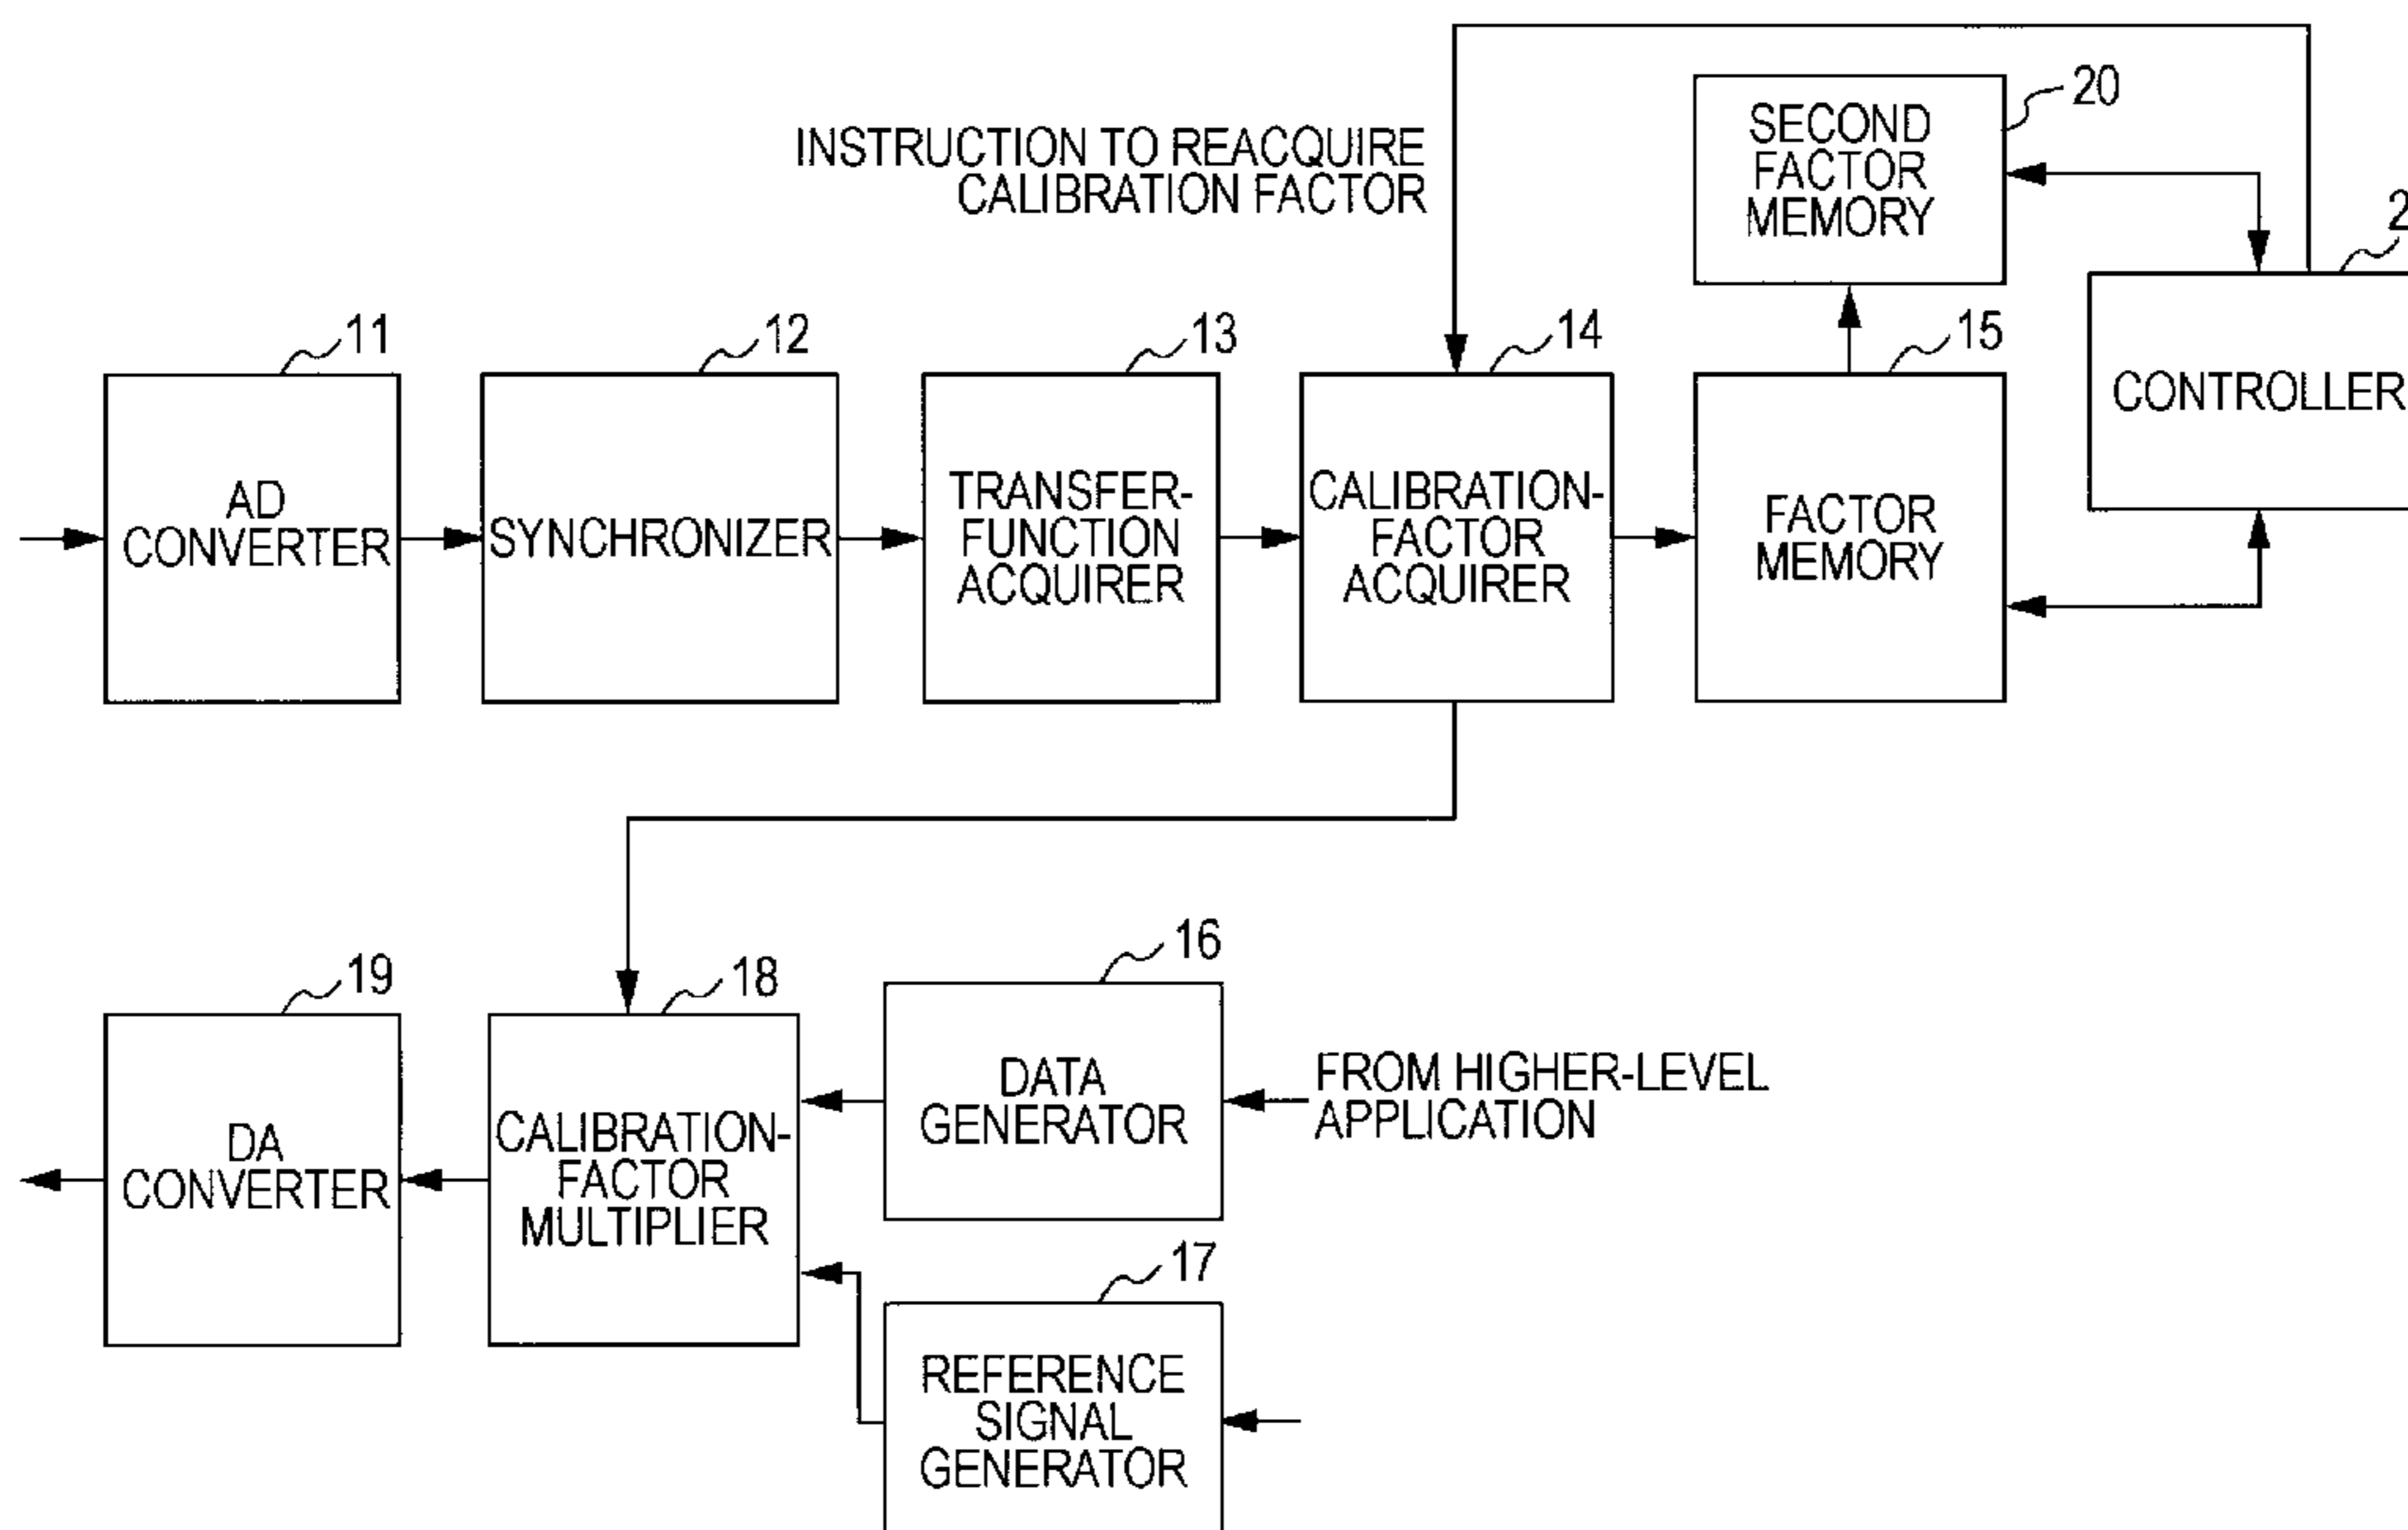 20
SECOND
FACTOR
MEMORY
INSTRUCTION TO REACQUIRE
CALIBRATION FACTOR
CONTROLLER
11
AD
CONVERTER
12
SYNCHRONIZER
13
TRANSFER-
FUNCTION
ACQUIRER
14
CALIBRATION-
FACTOR
ACQUIRER
15
FACTOR
MEMORY
19
DA
CONVERTER
18
CALIBRATION-
FACTOR
MULTIPLIER
16
DATA
GENERATOR
FROM HIGHER-LEVEL
APPLICATION
17
REFERENCE
SIGNAL
GENERATOR